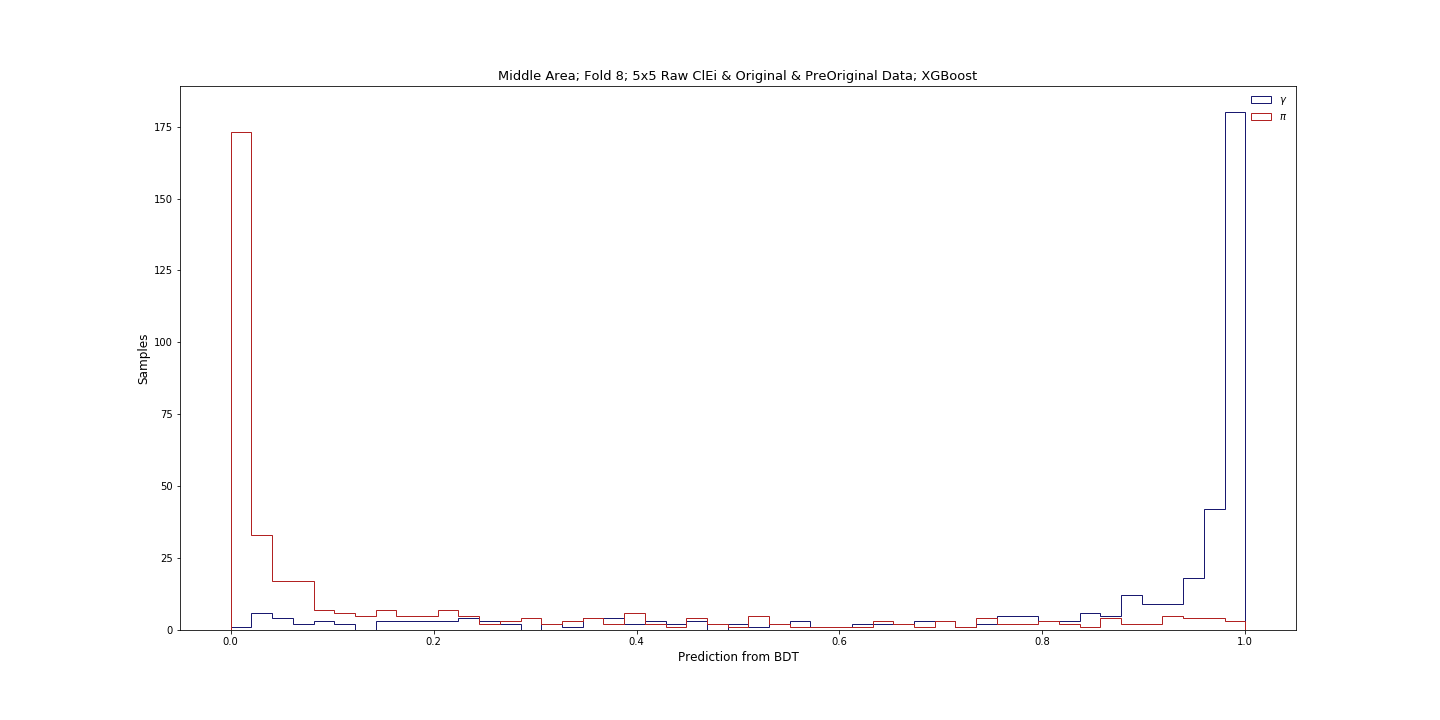 Middle Area; Fold 8; 5x5 Raw ClEi & Original & PreOriginal Data; XGBoost
γ
π
175
150
125
100
75
50
25
0
Samples
0.0 0.2 0.4 0.6 0.8 1.0
Prediction from BDT